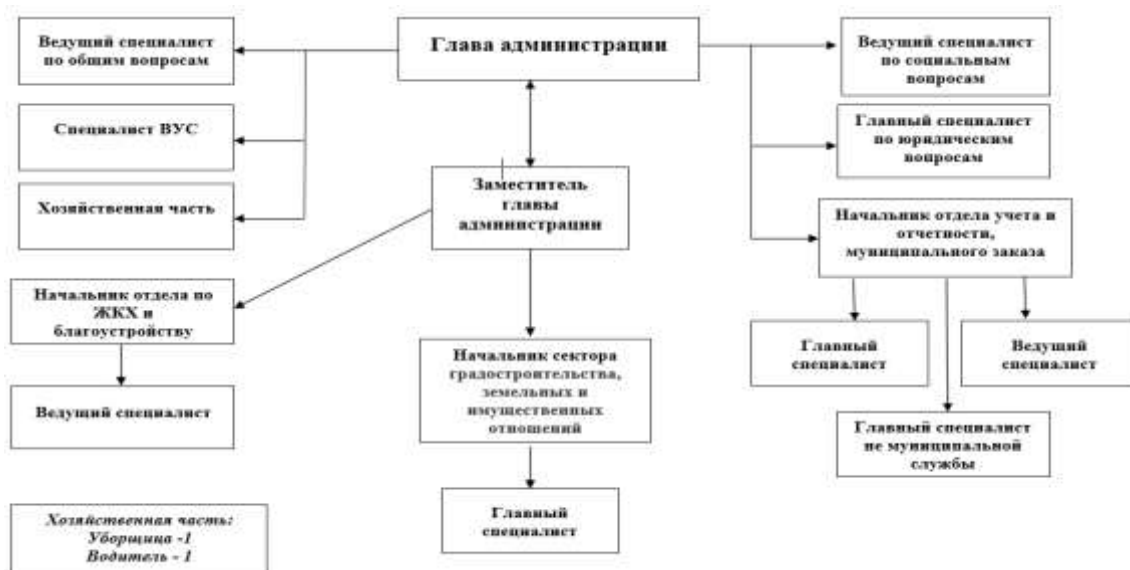 Ведущий специалист
по общим вопросам
Глава администрации
Ведущий специалист
по социальным
вопросам
Специалист ВУС
Главный специалист
по юридическим
вопросам
Хозяйственная часть
Заместитель
главы
администрации
Начальник отдела учета и
отчетности,
муниципального заказа
Начальник отдела по
ЖКХ и
благоустройству
Начальник сектора
градостроительства,
земельных и
имущественных
отношений
Главный
специалист
Ведущий
специалист
Ведущий специалист
Главный специалист
не муниципальной
службы
Главный
специалист
Хозяйственная часть:
Уборщица -1
Водитель - 1